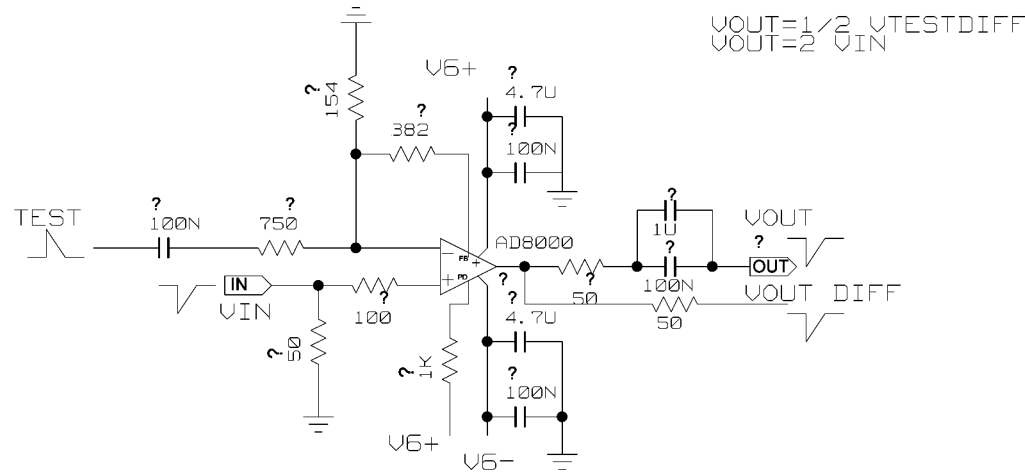 VOUT=1/2 VTESTDIFF
VOUT=2 VIN
V6+
?
4.7U
?
154
?
382
?
100N
TEST
?
100N
?
750
AD8000
FB
PD
?
1U
VOUT
?
OUT
?
100N
?
50
VOUT DIFF
?
50
IN
VIN
?
100
?
50
?
1K
?
4.7U
?
100N
V6+
V6-